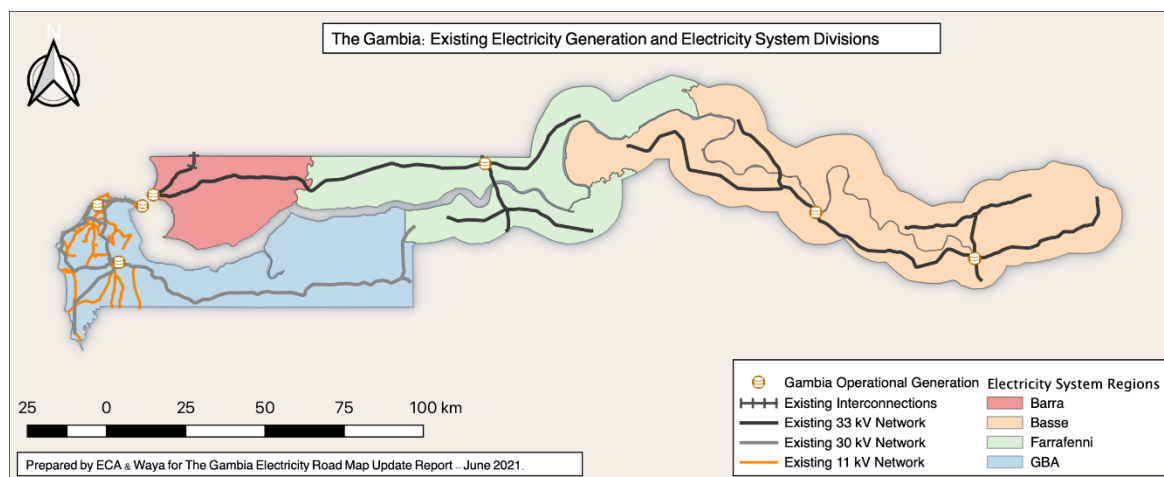 The Gambia: Existing Electricity Generation and Electricity System Divisions
N
25 0 25 50 75 100 km
Prepared by ECA & Waya for The Gambia Electricity Road Map Update Report – June 2021.
Gambia Operational Generation
Existing Interconnections
Existing 33 kV Network
Existing 30 kV Network
Existing 11 kV Network
Electricity System Regions
Barra
Basse
Farrafenni
GBA